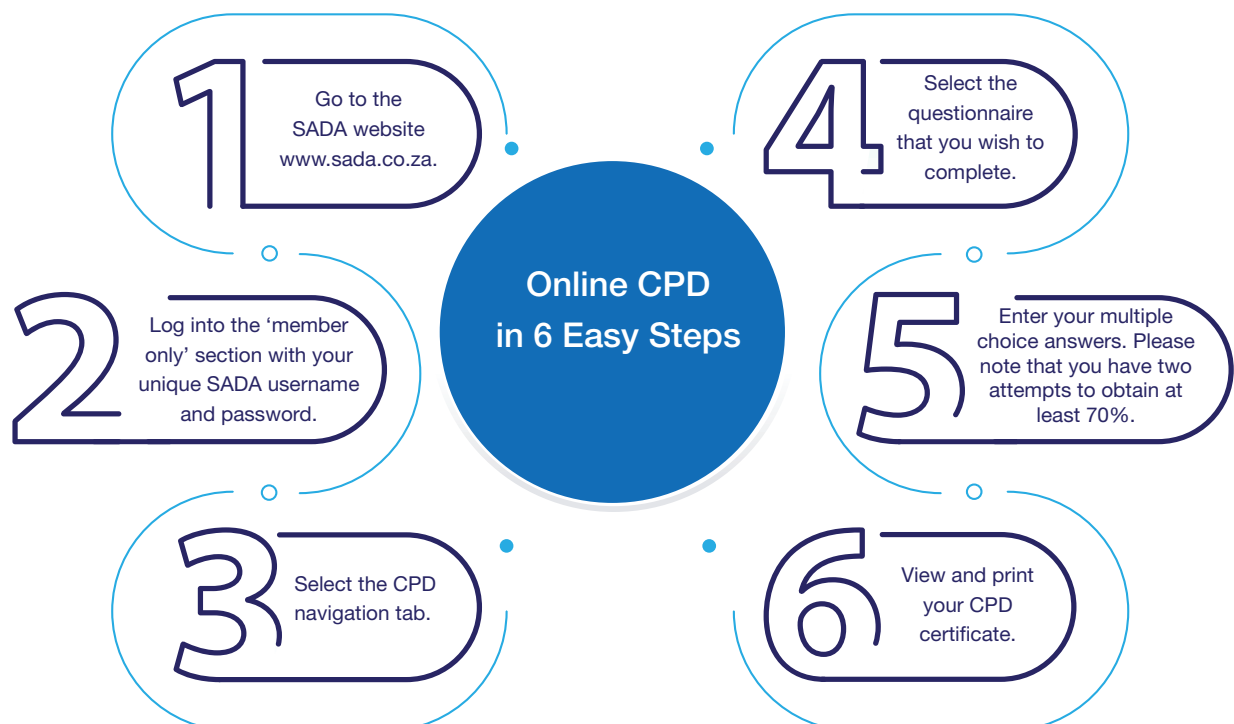 1
Go to the
SADA website
www.sada.co.za.
2
Log into the ‘member
only’ section with your
unique SADA username
and password.
3
Select the CPD
navigation tab.
Online CPD
in 6 Easy Steps
4
Select the
questionnaire
that you wish to
complete.
5
Enter your multiple
choice answers. Please
note that you have two
attempts to obtain at
least 70%.
6
View and print
your CPD
certificate.